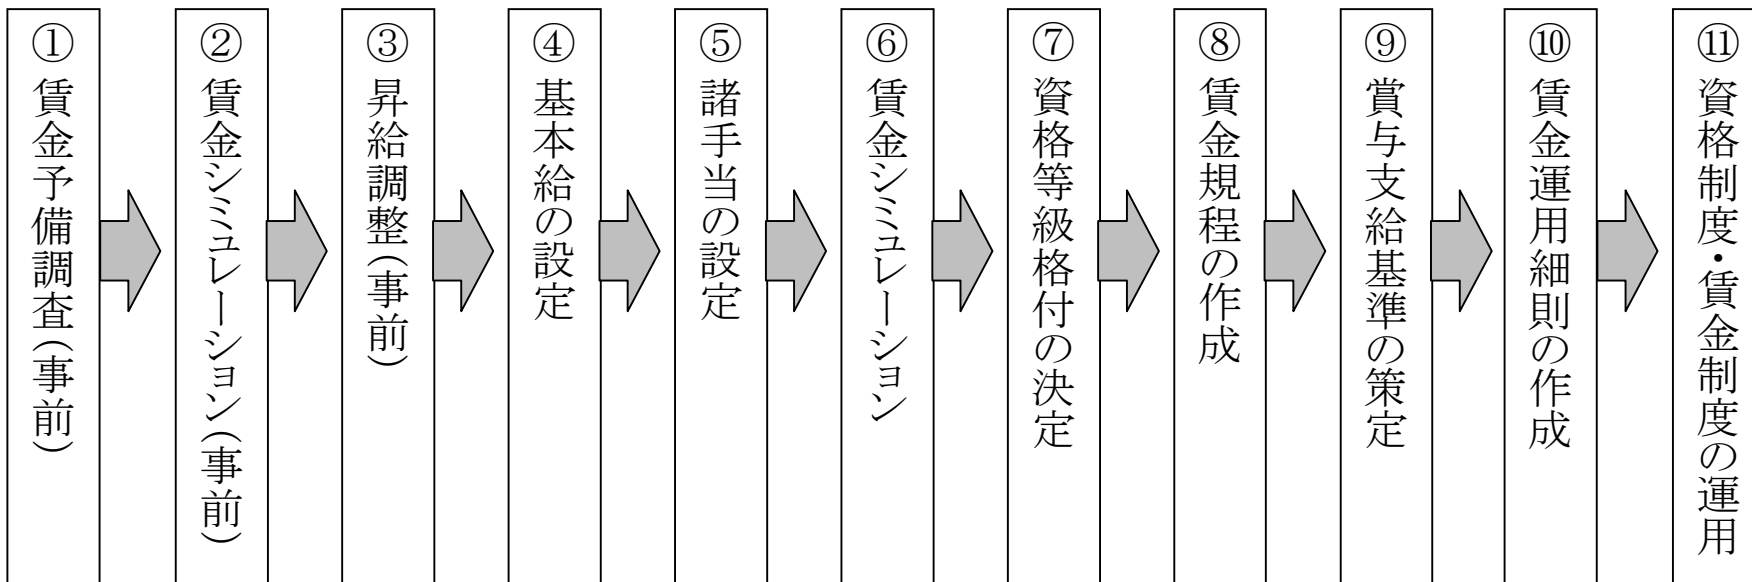 ①賃金予備調査(事前)
②賃金シミュレーション(事前)
③昇給調整(事前)
④基本給の設定
⑤諸手当の設定
⑥賃金シミュレーション
⑦資格等級格付の決定
⑧賃金規程の作成
⑨賞与支給基準の策定
⑩賃金運用細則の作成
⑪資格制度・賃金制度の運用